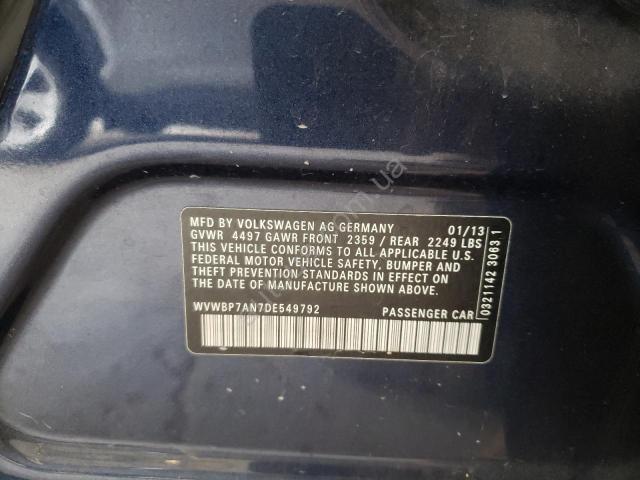 MFD BY VOLKSWAGEN AG GERMANY 01/13
GVWR 4497 GAWR FRONT 2359 / REAR 2249 LBS
THIS VEHICLE CONFORMS TO ALL APPLICABLE U.S.
FEDERAL MOTOR VEHICLE SAFETY, BUMPER AND
THEFT PREVENTION STANDARDS IN EFFECT ON
THE DATE OF MANUFACTURE SHOWN ABOVE
WVWBP7AN7DE549792 PASSENGER CAR
0321142 3063 1